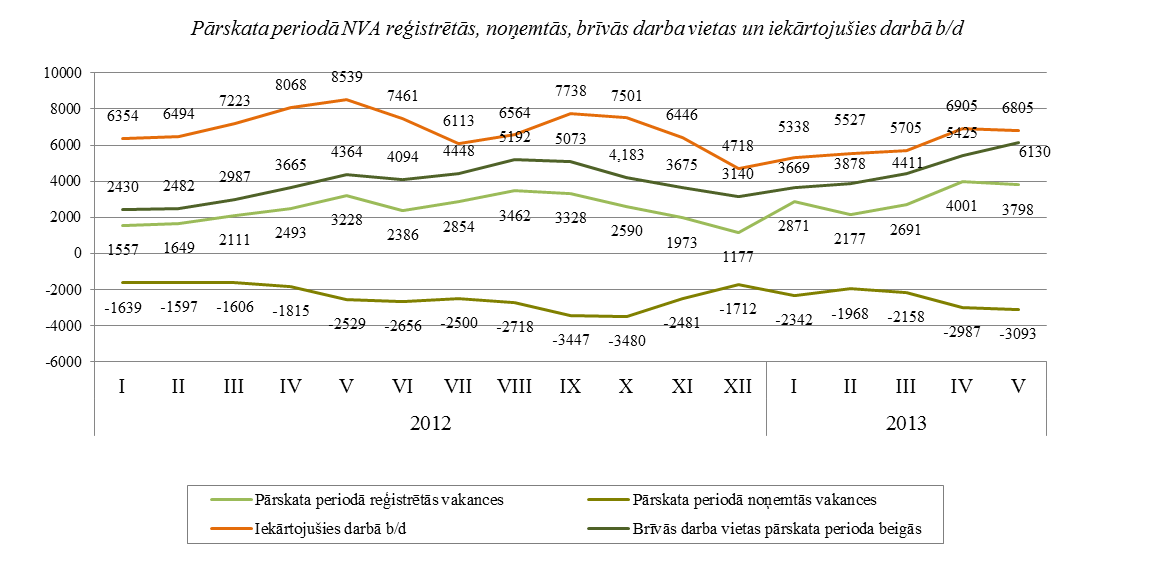 Pārskata periodā NVA reģistrētās, noņemtās, brīvās darba vietas un iekārtojušies darbā b/d
10000
8000
6000
4000
2000
0
-2000
-4000
-6000
6354 6494 7223 8068 8539 7461 6113 6564 7738 7501 6446 4718 5338 5527 5705 6905 6805
2430 2482 2987 3665 4364 4094 4448 5192 5073 4,183 3675 3140 3669 3878 4411 5425 6130
1557 1649 2111 2493 3228 2386 2854 3462 3328 2590 1973 1177 2871 2177 2691 4001 3798
-1639 -1597 -1606 -1815 -2529 -2656 -2500 -2718 -3447 -3480 -2481 -1712 -2342 -1968 -2158 -2987 -3093
I II III IV V VI VII VIII IX X XI XII I II III IV V
2012 2013
Pārskata periodā reģistrētās vakances
Pārskata periodā noņemtās vakances
Iekārtojušies darbā b/d
Brīvās darba vietas pārskata perioda beigās